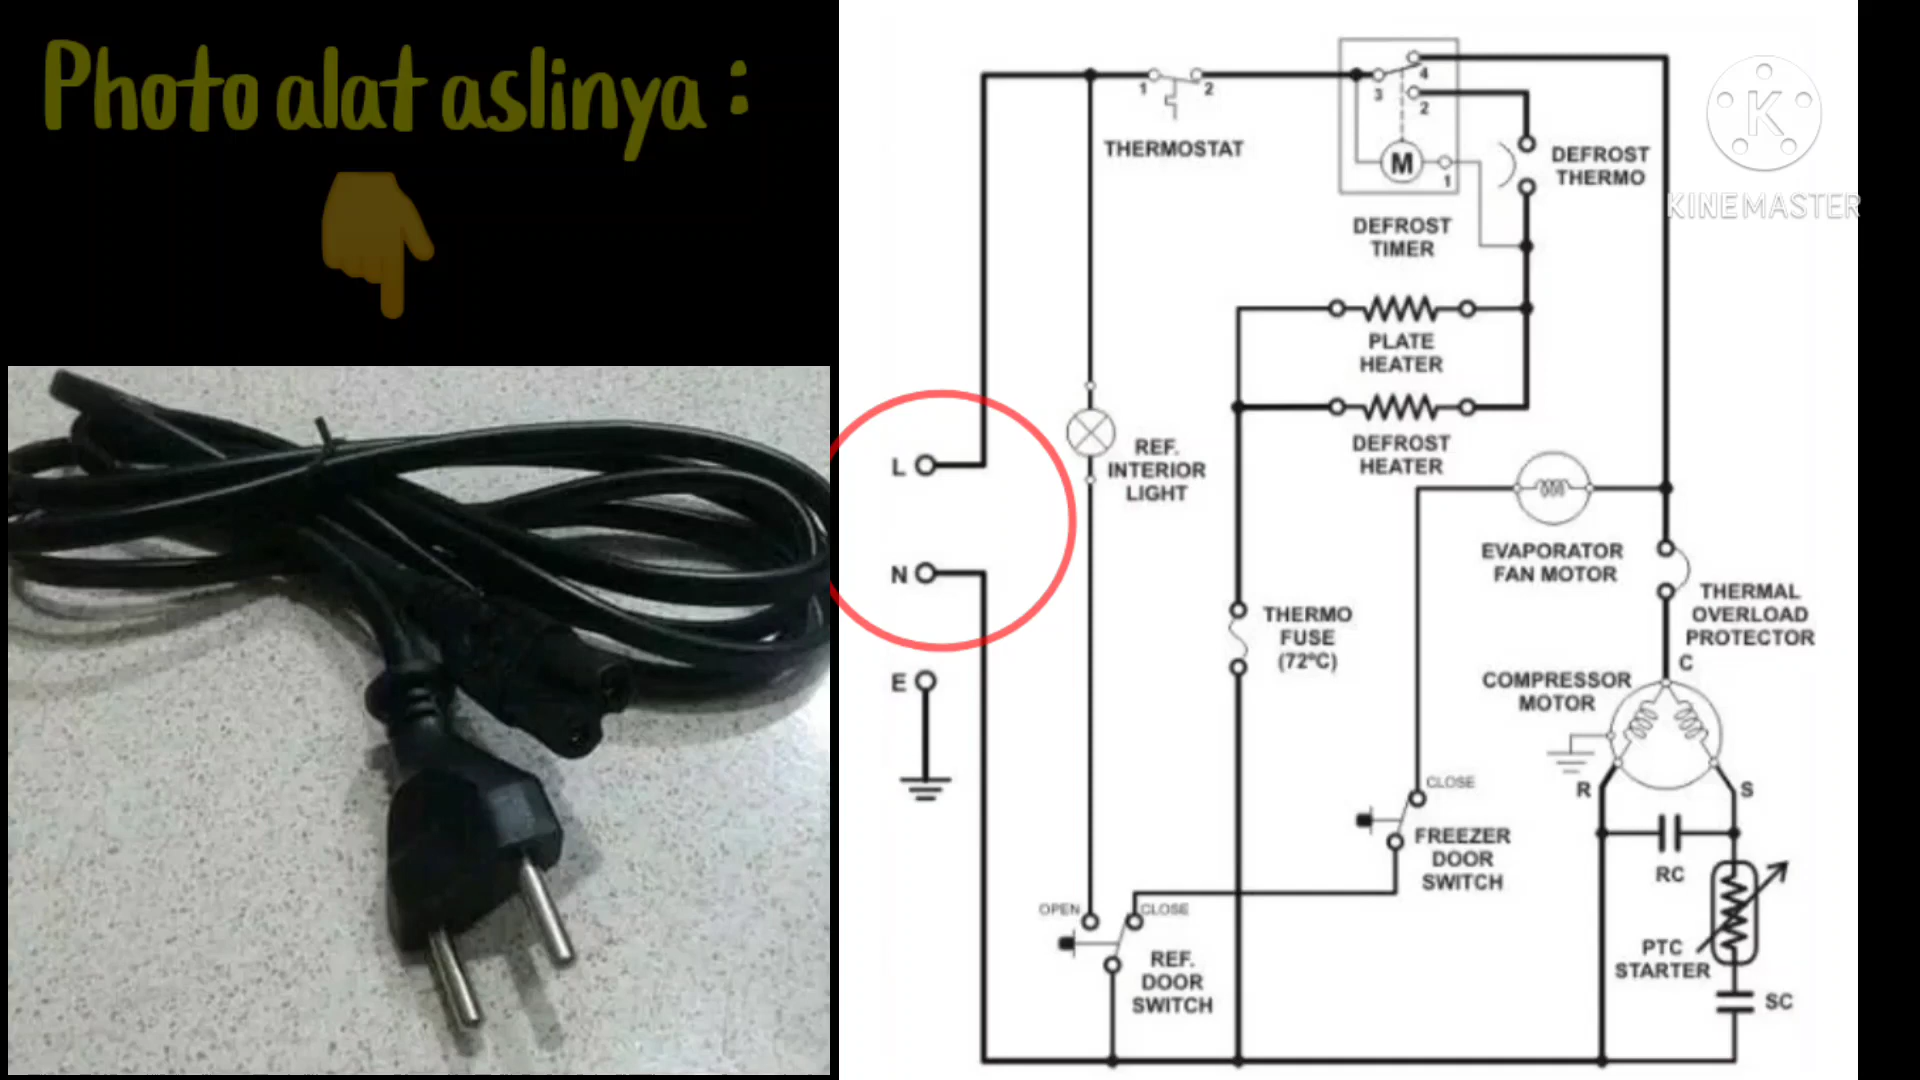 Photo alat aslinya :
1
2
THERMOSTAT
4
3
2
M
1
DEFROST
TIMER
DEFROST
THERMO
K
KINEMASTER
PLATE
HEATER
DEFROST
HEATER
L
REF.
INTERIOR
LIGHT
N
EVAPORATOR
FAN MOTOR
THERMO
FUSE
(72°C)
THERMAL
OVERLOAD
PROTECTOR
E
C
COMPRESSOR
MOTOR
R
S
CLOSE
FREEZER
DOOR
SWITCH
RC
OPEN
CLOSE
REF.
DOOR
SWITCH
PTC
STARTER
SC